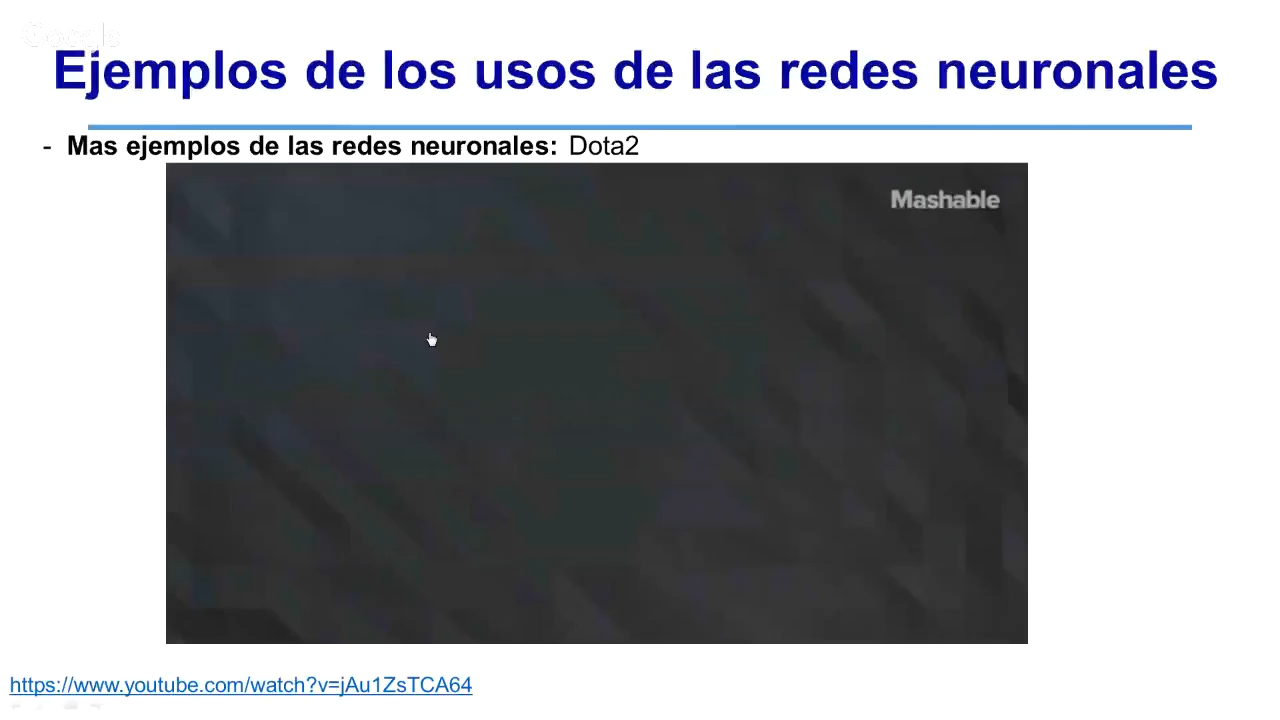 Google
Ejemplos de los usos de las redes neuronales
- Mas ejemplos de las redes neuronales: Dota2
Mashable
https://www.youtube.com/watch?v=jAu1ZsTCA64